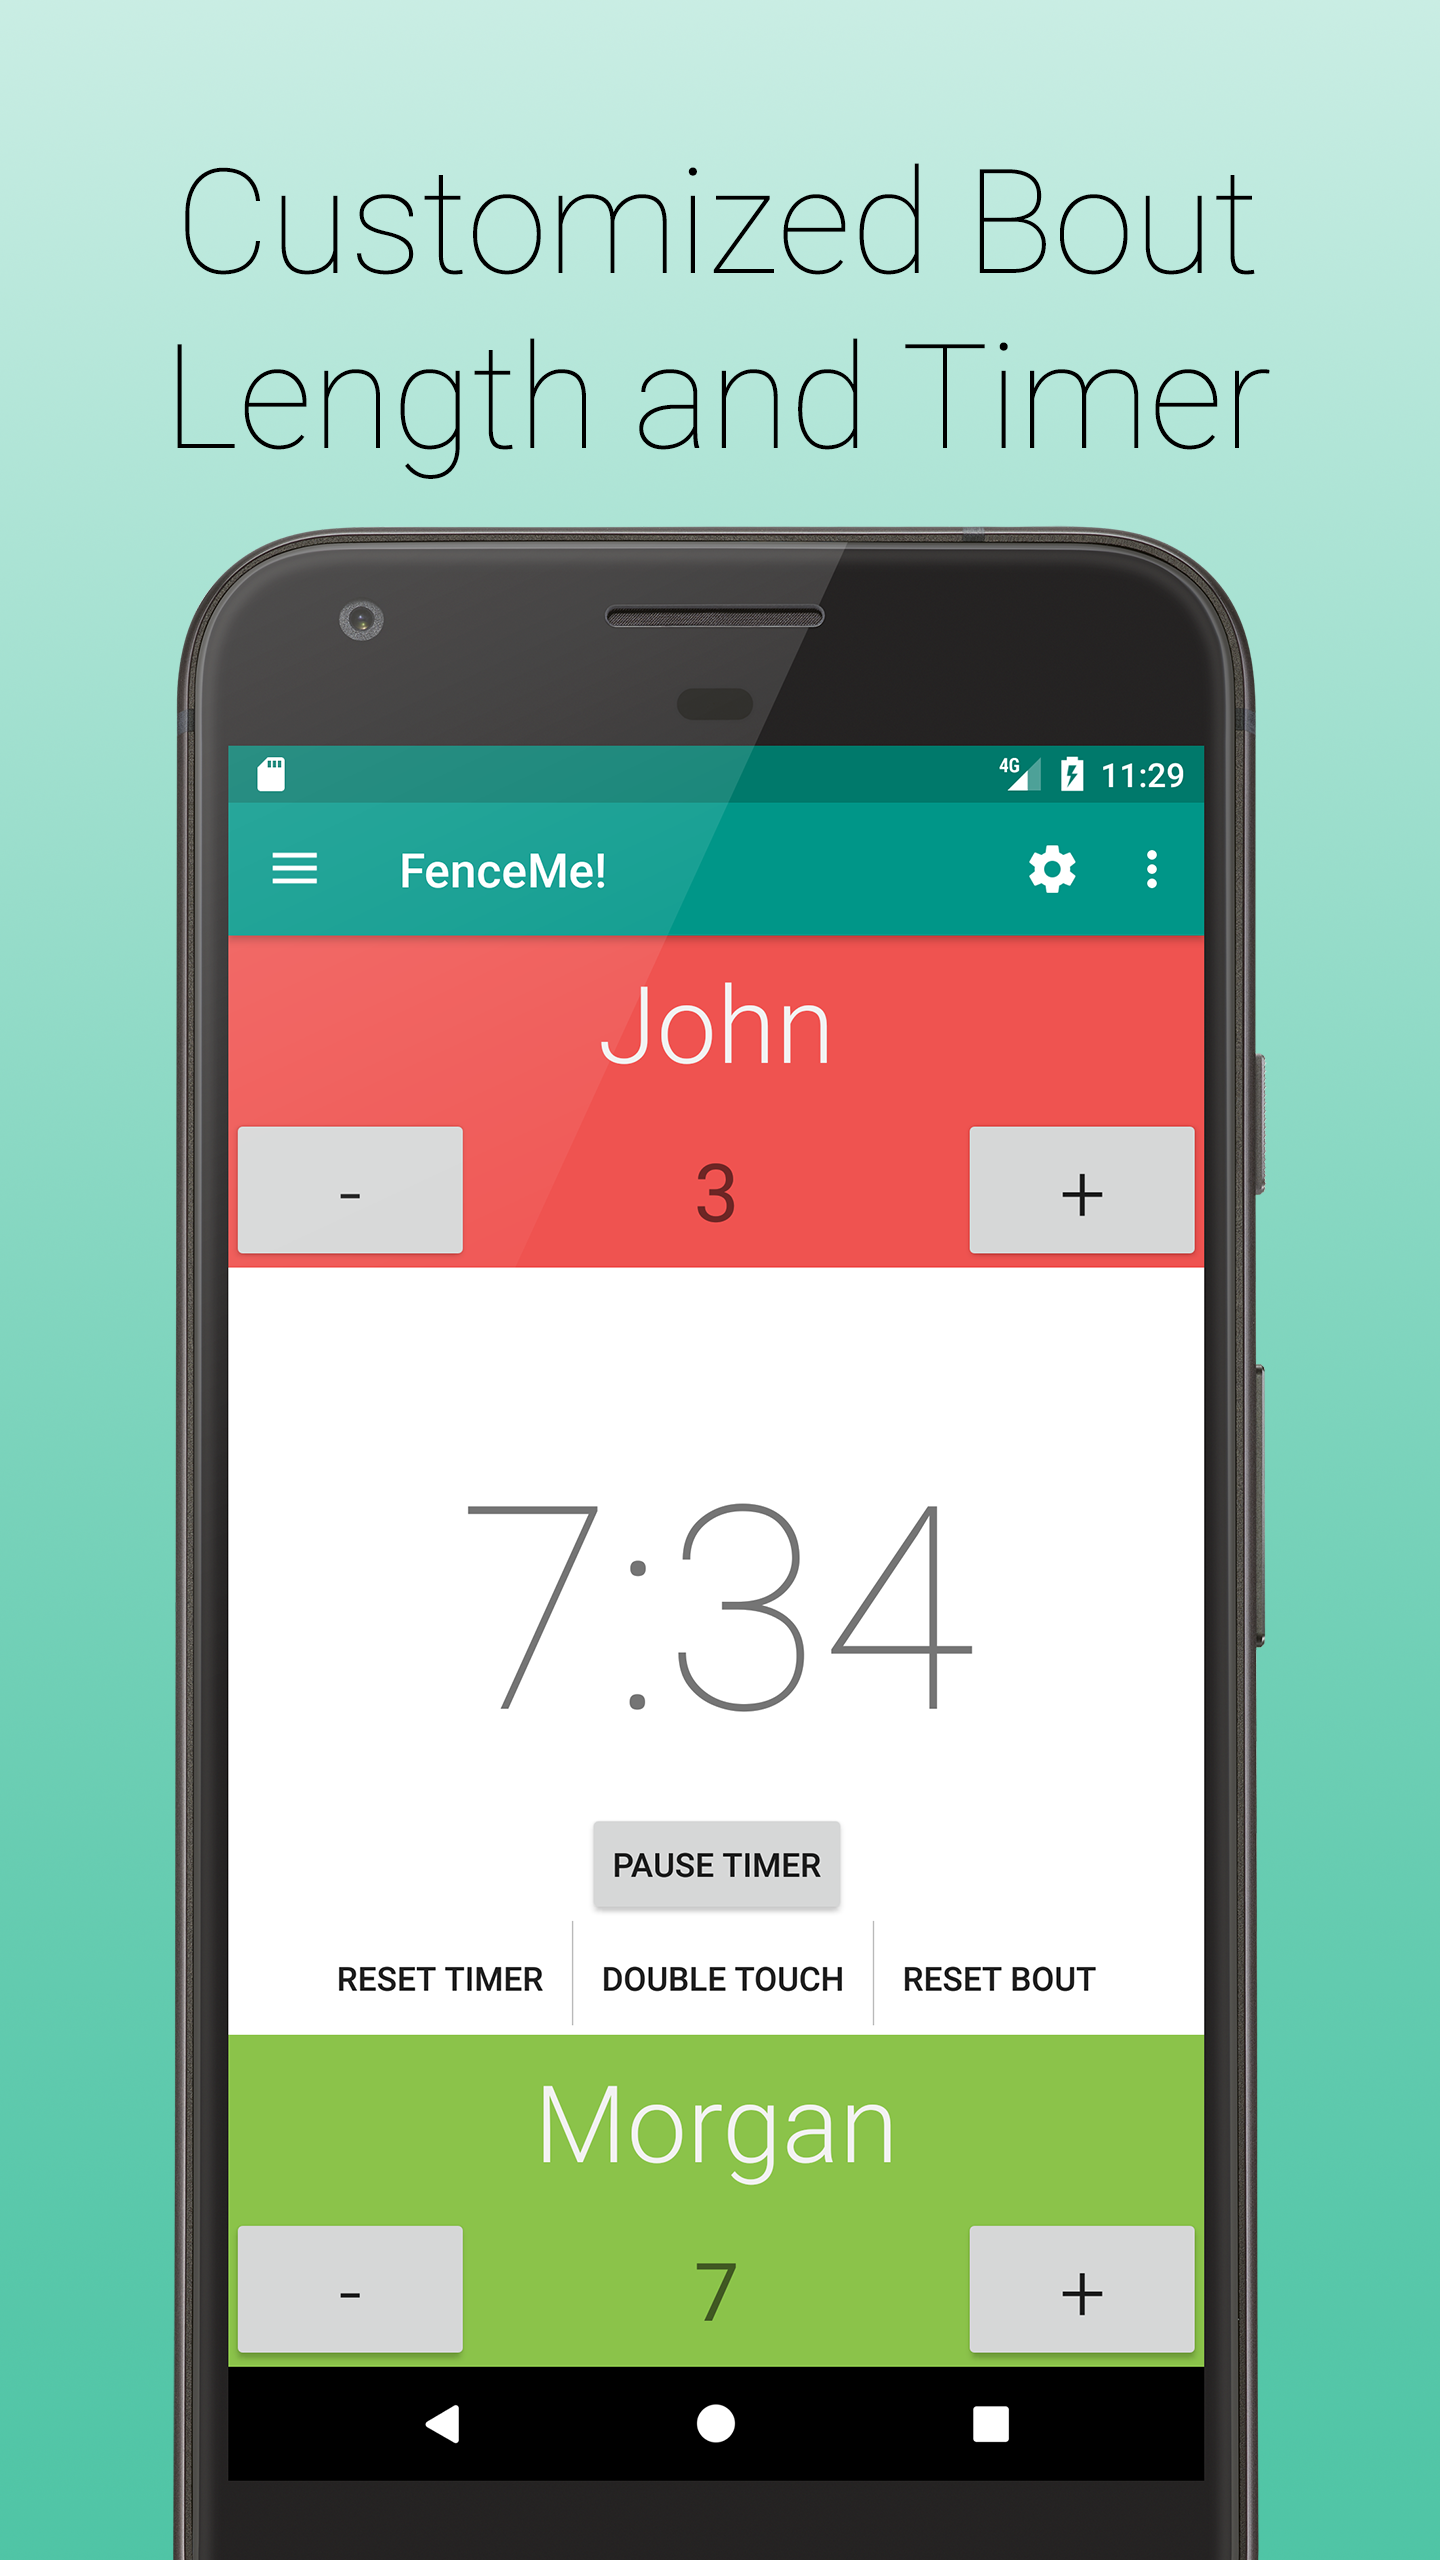 Customized Bout
Length and Timer
4G 11:29
FenceMe!
John
- 3 +
7:34
PAUSE TIMER
RESET TIMER DOUBLE TOUCH RESET BOUT
Morgan
- 7 +